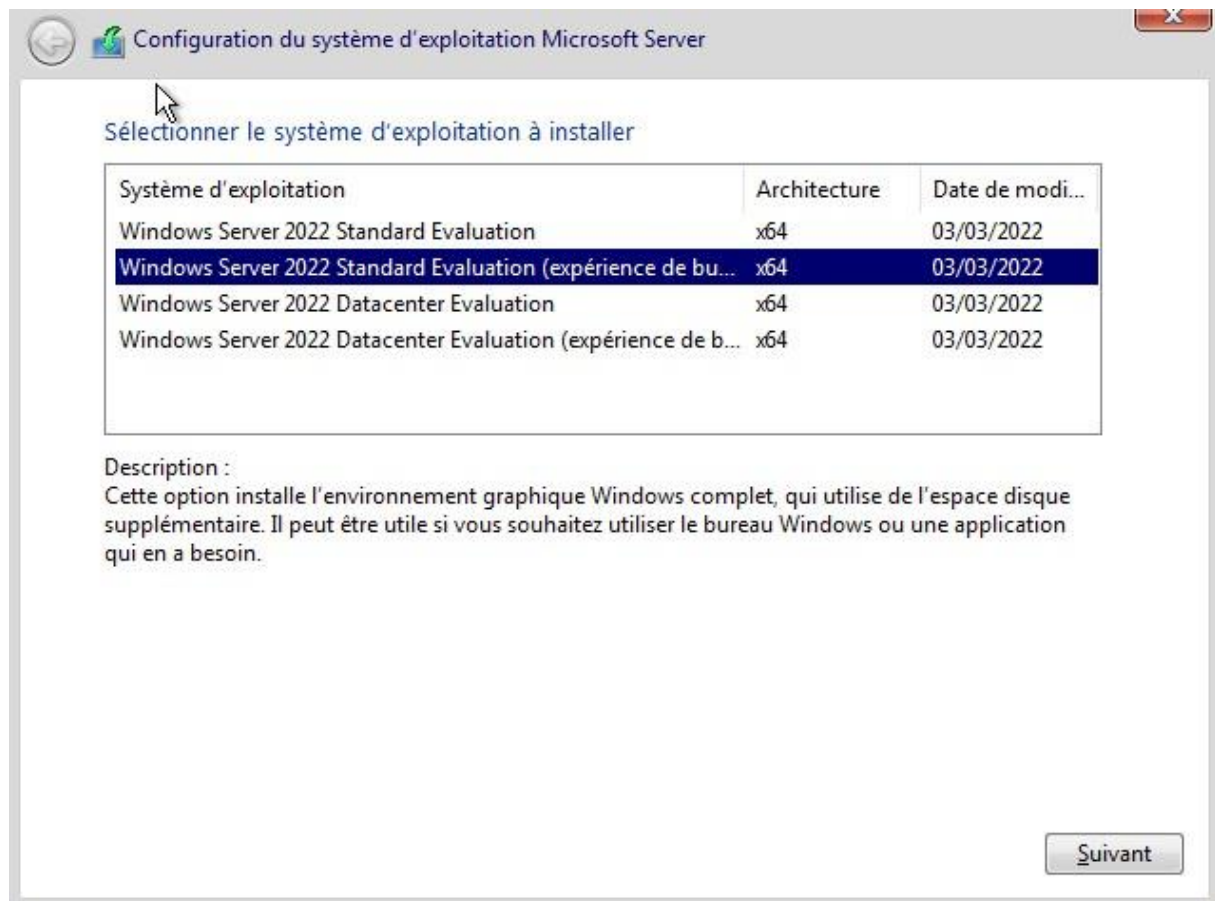 Configuration du système d'exploitation Microsoft Server
Sélectionner le système d'exploitation à installer
Système d'exploitation Architecture Date de modi...
Windows Server 2022 Standard Evaluation x64 03/03/2022
Windows Server 2022 Standard Evaluation (expérience de bu... x64 03/03/2022
Windows Server 2022 Datacenter Evaluation x64 03/03/2022
Windows Server 2022 Datacenter Evaluation (expérience de b... x64 03/03/2022
Description :
Cette option installe l'environnement graphique Windows complet, qui utilise de l'espace disque
supplémentaire. Il peut être utile si vous souhaitez utiliser le bureau Windows ou une application
qui en a besoin.
Suivant